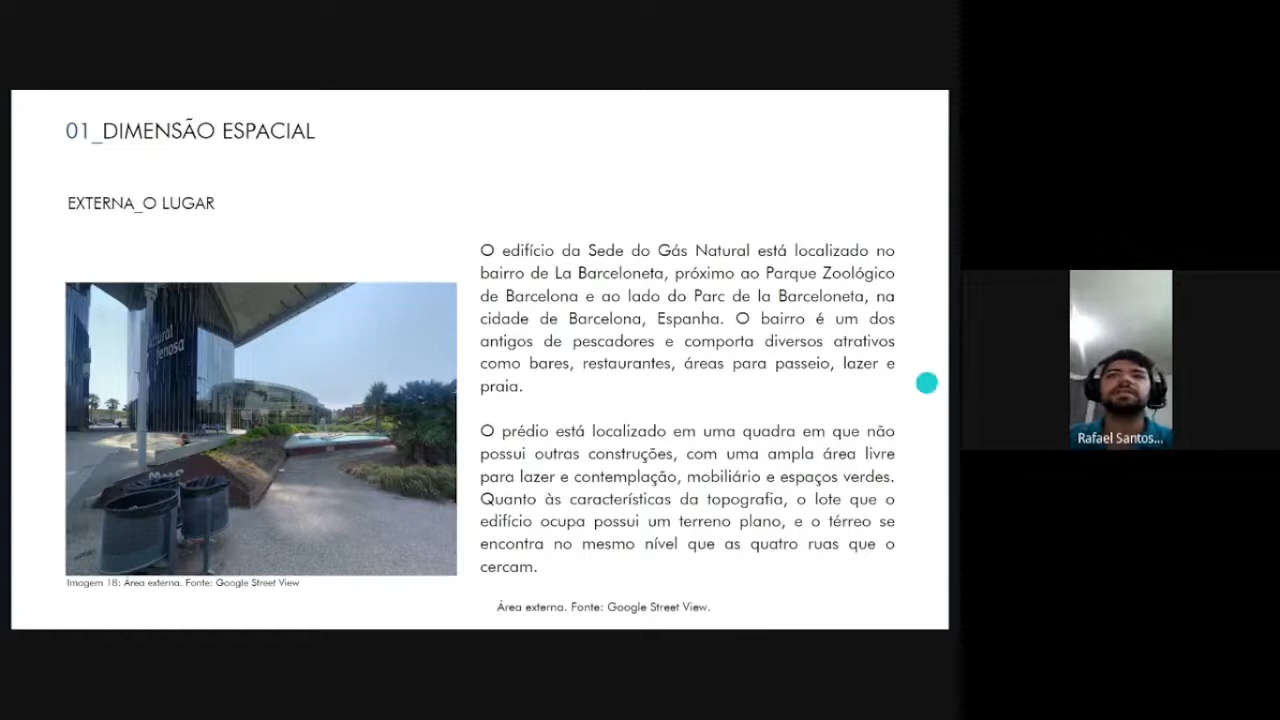 01_DIMENSÃO ESPACIAL
EXTERNA_O LUGAR
O edifício da Sede do Gás Natural está localizado no
bairro de La Barceloneta, próximo ao Parque Zoológico
de Barcelona e ao lado do Parc de la Barceloneta, na
cidade de Barcelona, Espanha. O bairro é um dos
antigos de pescadores e comporta diversos atrativos
como bares, restaurantes, áreas para passeio, lazer e
praia.
O prédio está localizado em uma quadra em que não
possui outras construções, com uma ampla área livre
para lazer e contemplação, mobiliário e espaços verdes.
Quanto às características da topografia, o lote que o
edifício ocupa possui um terreno plano, e o térreo se
encontra no mesmo nível que as quatro ruas que o
cercam.
fenosa
Imagem 18: Área externa. Fonte: Google Street View
Área externa. Fonte: Google Street View.
Rafael Santos...